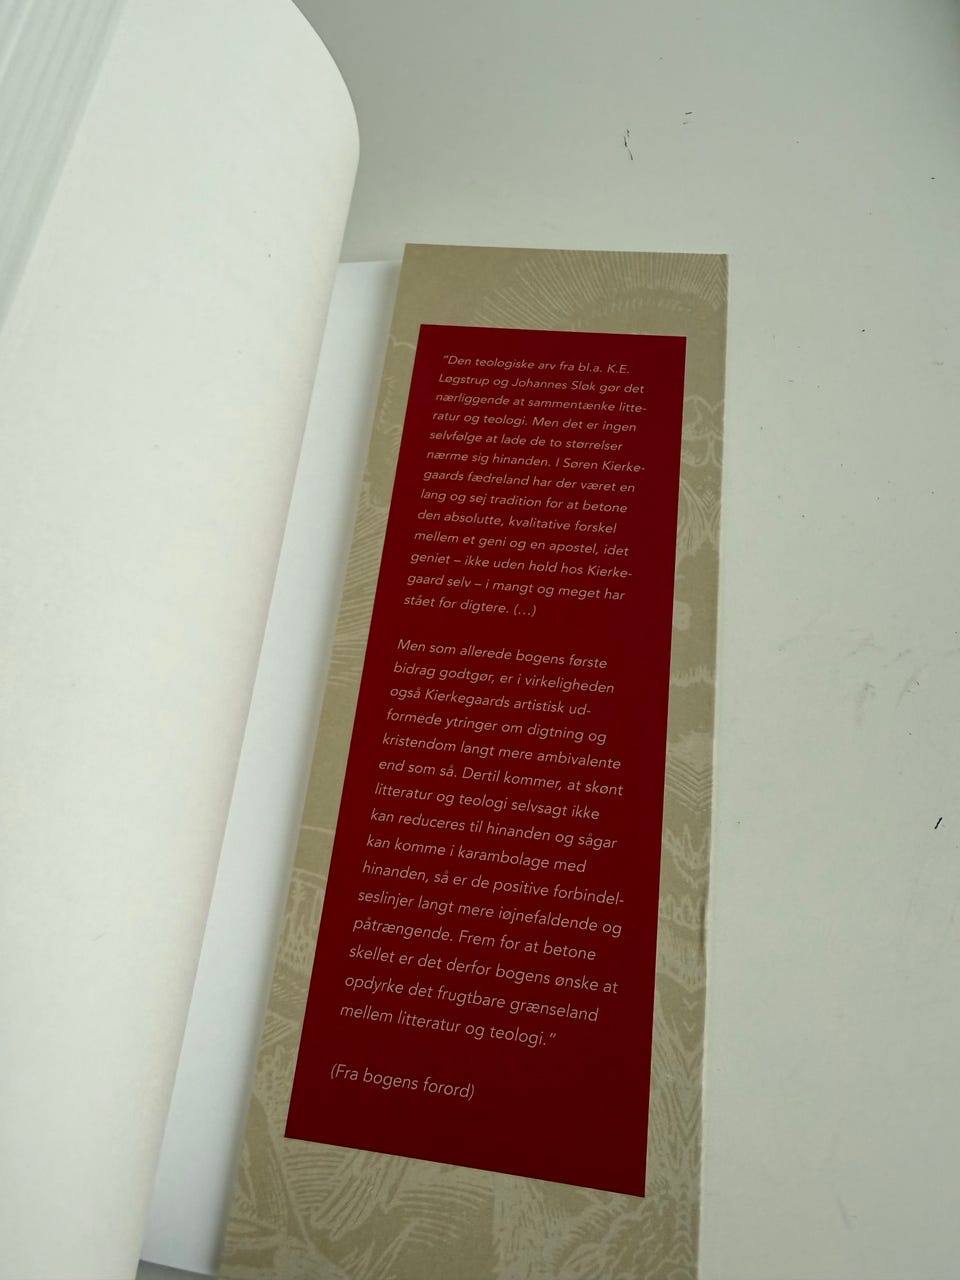 "Den teologiske arv fra bl.a. K.E.
Løgstrup og Johannes Sløk gør det
nærliggende at sammentænke litte-
ratur og teologi. Men det er ingen
selvfølge at lade de to størrelser
nærme sig hinanden. I Søren Kierke-
gaards fædreland har der været en
lang og sej tradition for at betone
den absolutte, kvalitative forskel
mellem et geni og en apostel, idet
geniet – ikke uden hold hos Kierke-
gaard selv – i mangt og meget har
stået for digtere. (...)
Men som allerede bogens første
bidrag godtgør, er i virkeligheden
også Kierkegaards artistisk ud-
formede ytringer om digtning og
kristendom langt mere ambivalente
end som så. Dertil kommer, at skønt
litteratur og teologi selvsagt ikke
kan reduceres til hinanden og sågar
kan komme i karambolage med
hinanden, så er de positive forbindel-
seslinjer langt mere iøjnefaldende og
påtrængende. Frem for at betone
skellet er det derfor bogens ønske at
opdyrke det frugtbare grænseland
mellem litteratur og teologi."
(Fra bogens forord)